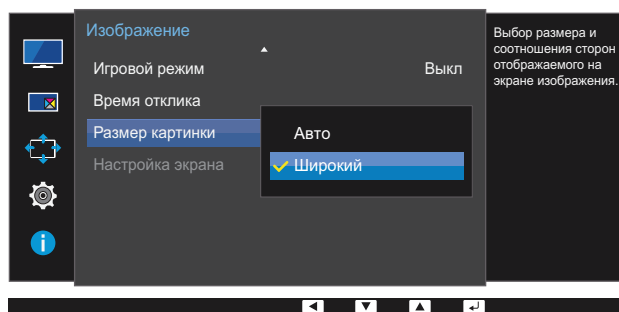 Изображение
Игровой режим Выкл
Время отклика
Размер картинки
Авто
Широкий
Настройка экрана
Выбор размера и
соотношения сторон
отображаемого на
экране изображения.